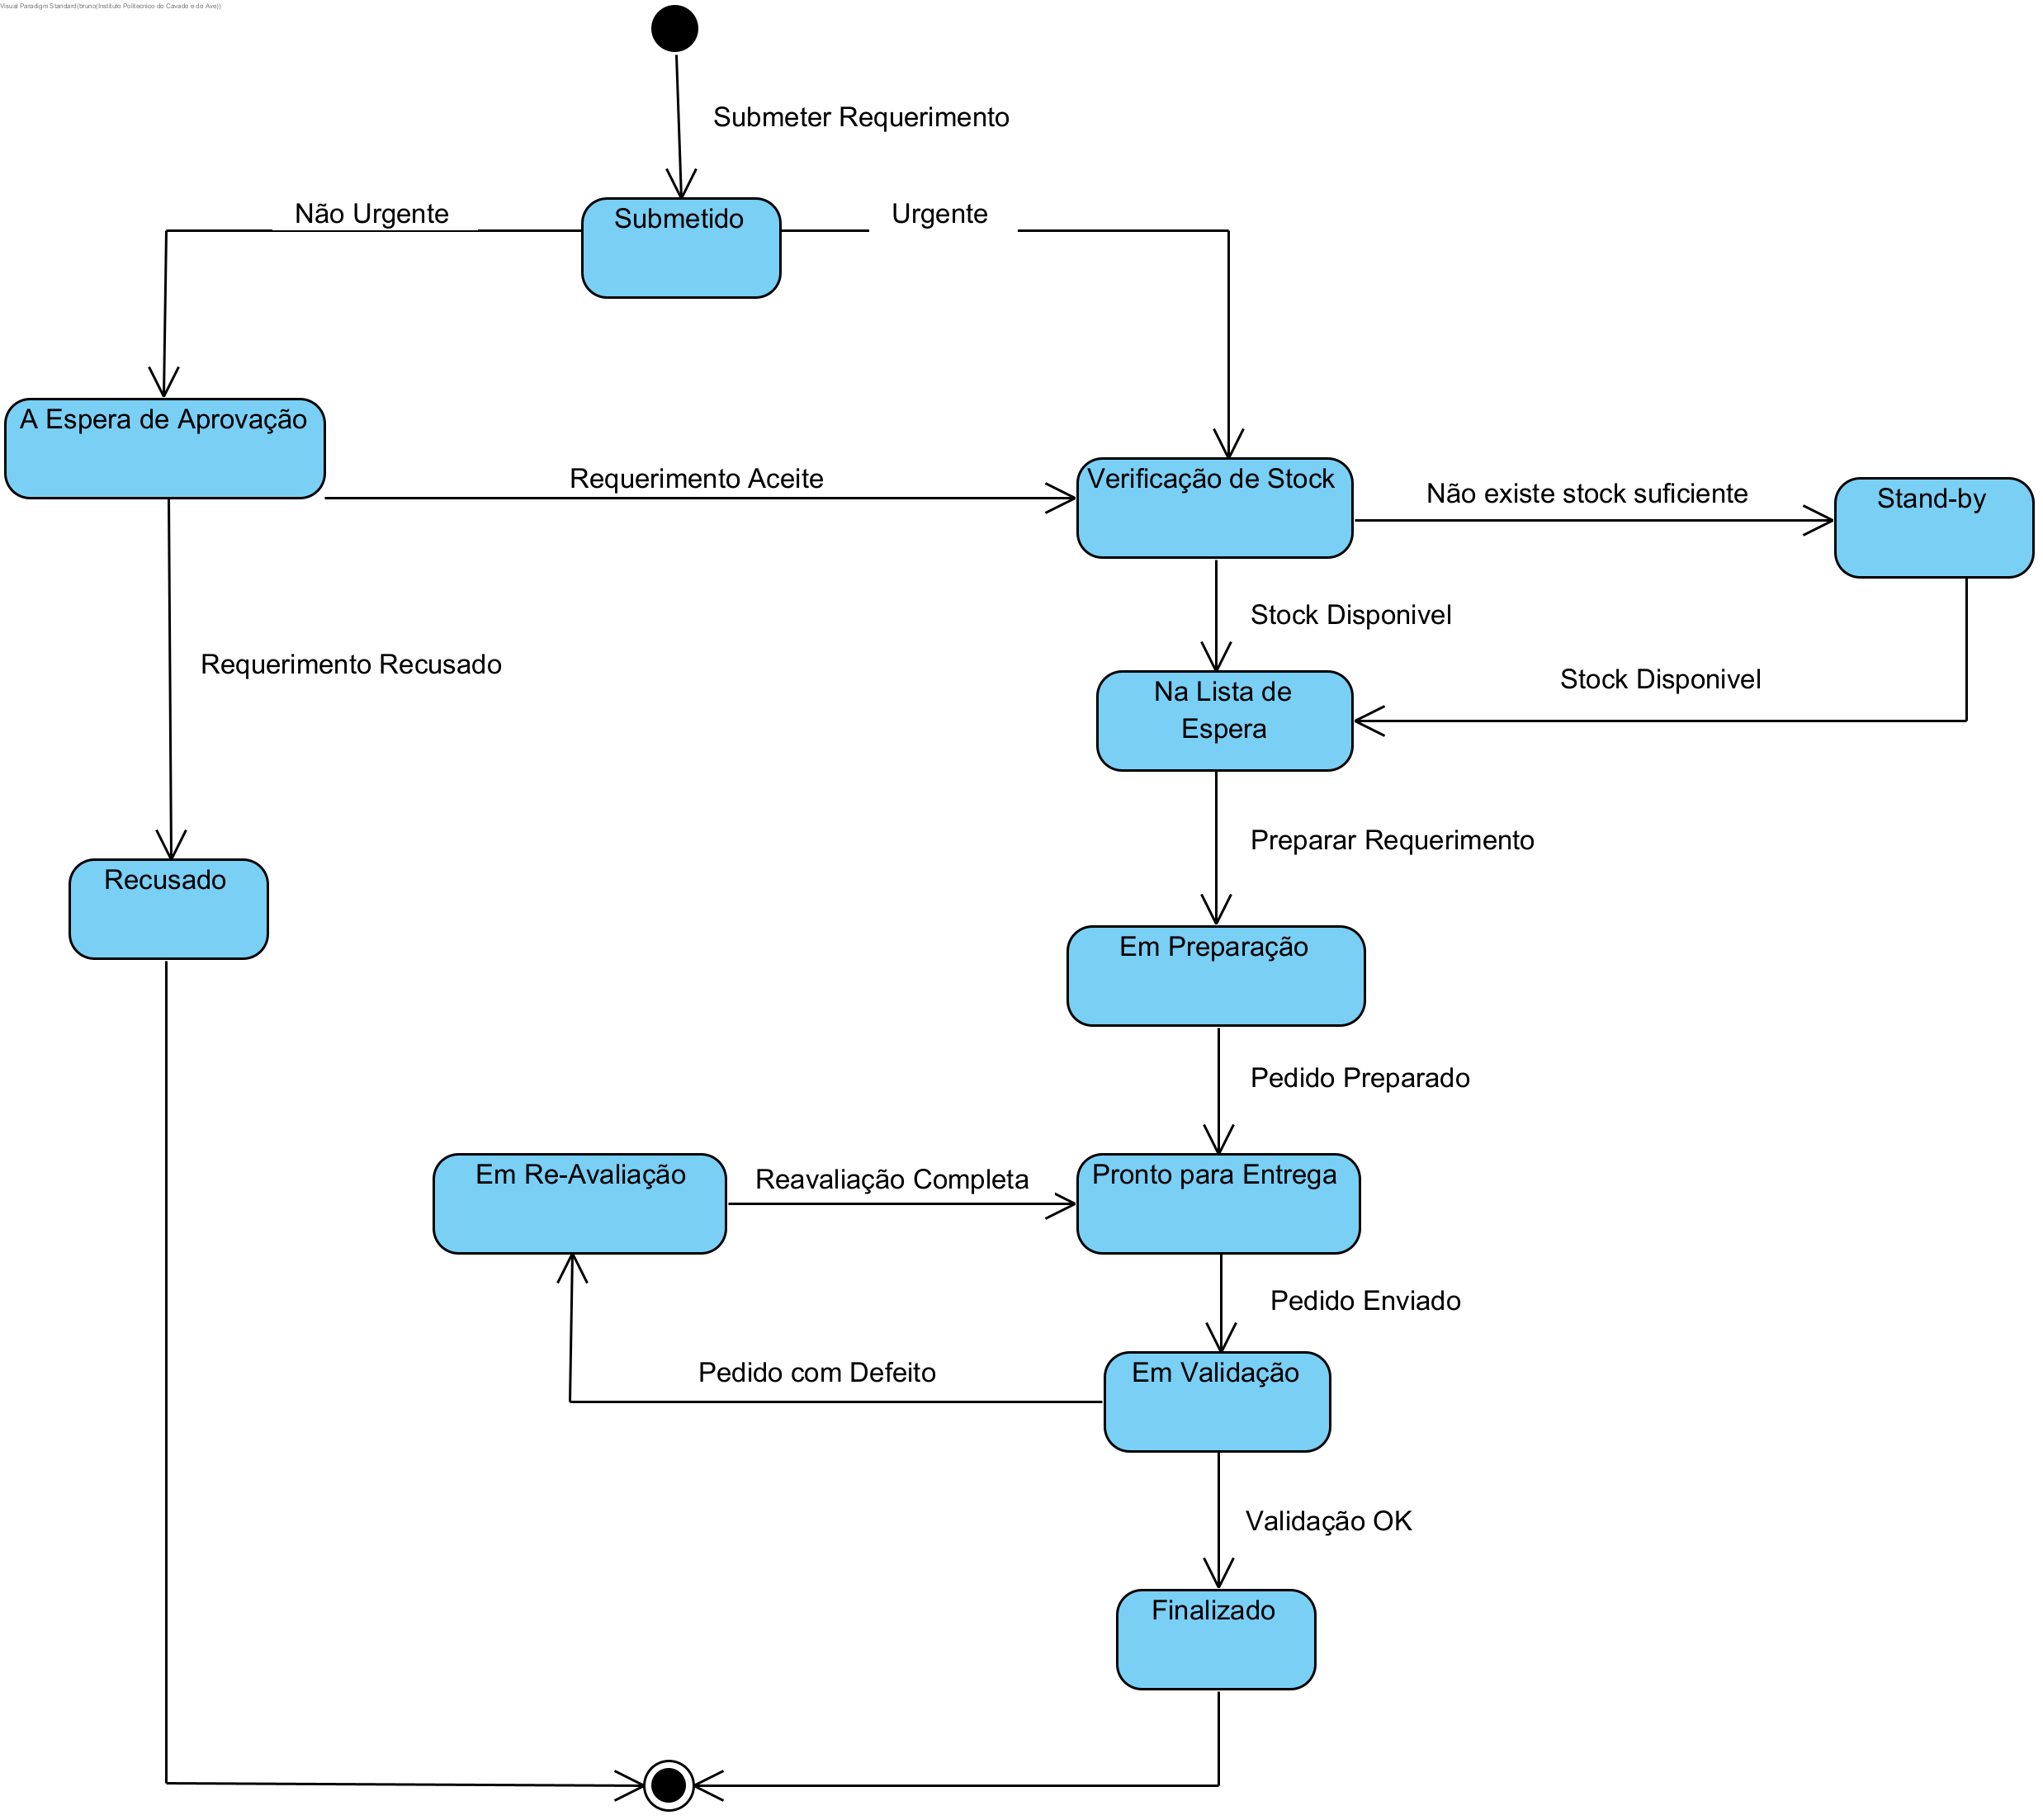 Visual Paradigm Standard(bruno(Instituto Politecnico do Cavado e do Ave))
Submeter Requerimento
Não Urgente
Submetido
Urgente
A Espera de Aprovação
Requerimento Aceite
Verificação de Stock
Não existe stock suficiente
Stand-by
Stock Disponivel
Requerimento Recusado
Stock Disponivel
Na Lista de
Espera
Preparar Requerimento
Recusado
Em Preparação
Pedido Preparado
Em Re-Avaliação
Reavaliação Completa
Pronto para Entrega
Pedido Enviado
Pedido com Defeito
Em Validação
Validação OK
Finalizado